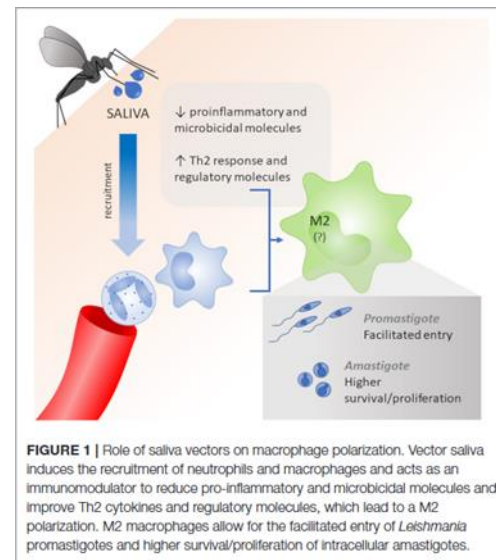 SALIVA
↓ proinflammatory and
microbicidal molecules
↑ Th2 response and
regulatory molecules
recruitment
M2
(?)
Promastigote
Facilitated entry
Amastigote
Higher
survival/proliferation
FIGURE 1 | Role of saliva vectors on macrophage polarization. Vector saliva
induces the recruitment of neutrophils and macrophages and acts as an
immunomodulator to reduce pro-inflammatory and microbicidal molecules and
improve Th2 cytokines and regulatory molecules, which lead to a M2
polarization. M2 macrophages allow for the facilitated entry of Leishmania
promastigotes and higher survival/proliferation of intracellular amastigotes.